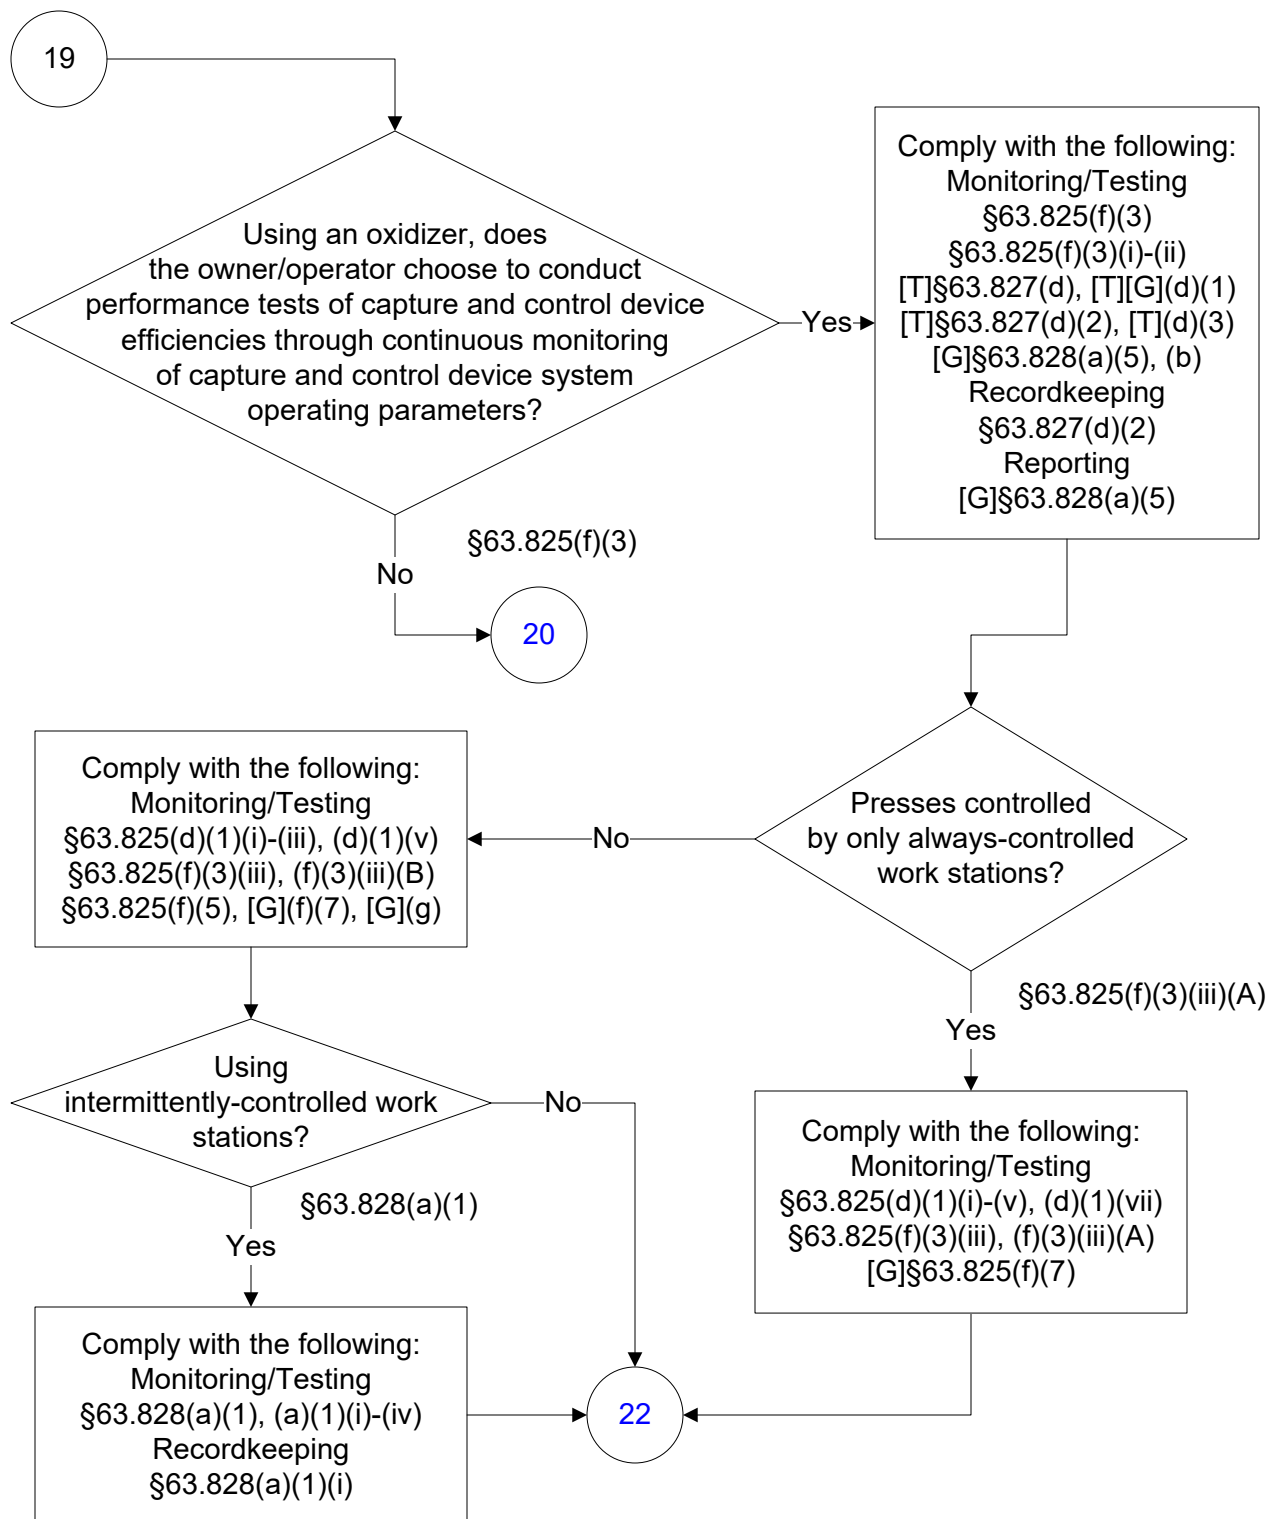 19
Using an oxidizer, does
the owner/operator choose to conduct
performance tests of capture and control device
efficiencies through continuous monitoring
of capture and control device system
operating parameters?
Yes
Comply with the following:
Monitoring/Testing
§63.825(f)(3)
§63.825(f)(3)(i)-(ii)
[T]§63.827(d), [T][G](d)(1)
[T]§63.827(d)(2), [T](d)(3)
[G]§63.828(a)(5), (b)
Recordkeeping
§63.827(d)(2)
Reporting
[G]§63.828(a)(5)
§63.825(f)(3)
No
20
Presses controlled
by only always-controlled
work stations?
No
Comply with the following:
Monitoring/Testing
§63.825(d)(1)(i)-(iii), (d)(1)(v)
§63.825(f)(3)(iii), (f)(3)(iii)(B)
§63.825(f)(5), [G](f)(7), [G](g)
§63.825(f)(3)(iii)(A)
Yes
Comply with the following:
Monitoring/Testing
§63.825(d)(1)(i)-(v), (d)(1)(vii)
§63.825(f)(3)(iii), (f)(3)(iii)(A)
[G]§63.825(f)(7)
Using
intermittently-controlled work
stations?
No
§63.828(a)(1)
Yes
Comply with the following:
Monitoring/Testing
§63.828(a)(1), (a)(1)(i)-(iv)
Recordkeeping
§63.828(a)(1)(i)
22